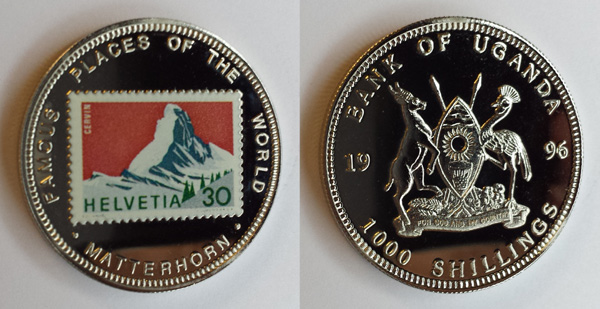 FAMOUS PLACES OF THE WORLD
CERVIN
HELVETIA 30
· MATTERHORN ·
BANK OF UGANDA
19 96
FOR GOD AND MY COUNTRY
1000 SHILLINGS